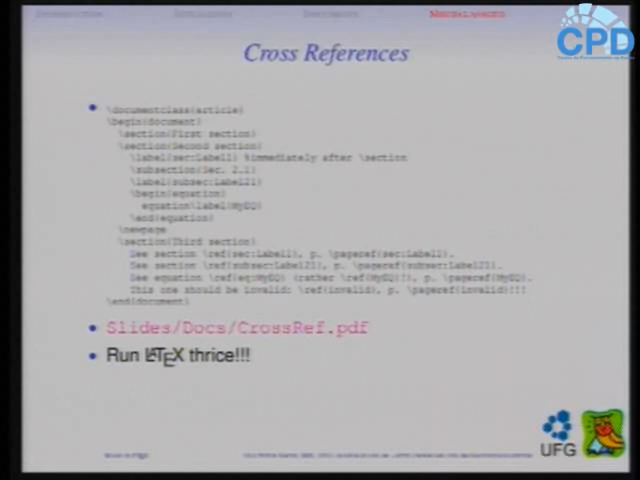 CPD
Cross References
• \documentclass{article}
\begin{document}
\section{First section}
\section{Second section}
\label{sec:Label1} %immediately after \section
\subsection{Sec. 2.1}
\label{subsec:Label21}
\begin{equation}
equation\label{MyEQ}
\end{equation}
\newpage
\section{Third section}
See section \ref{sec:Label1}, p. \pageref{sec:Label1}.
See section \ref{subsec:Label21}, p. \pageref{subsec:Label21}.
See equation \ref{eq:MyEQ} (rather \ref{MyEQ}!), p. \pageref{MyEQ}.
This one should be invalid: \ref{invalid}, p. \pageref{invalid}!!!
\end{document}
• Slides/Docs/CrossRef.pdf
• Run LATEX thrice!!!
UFG